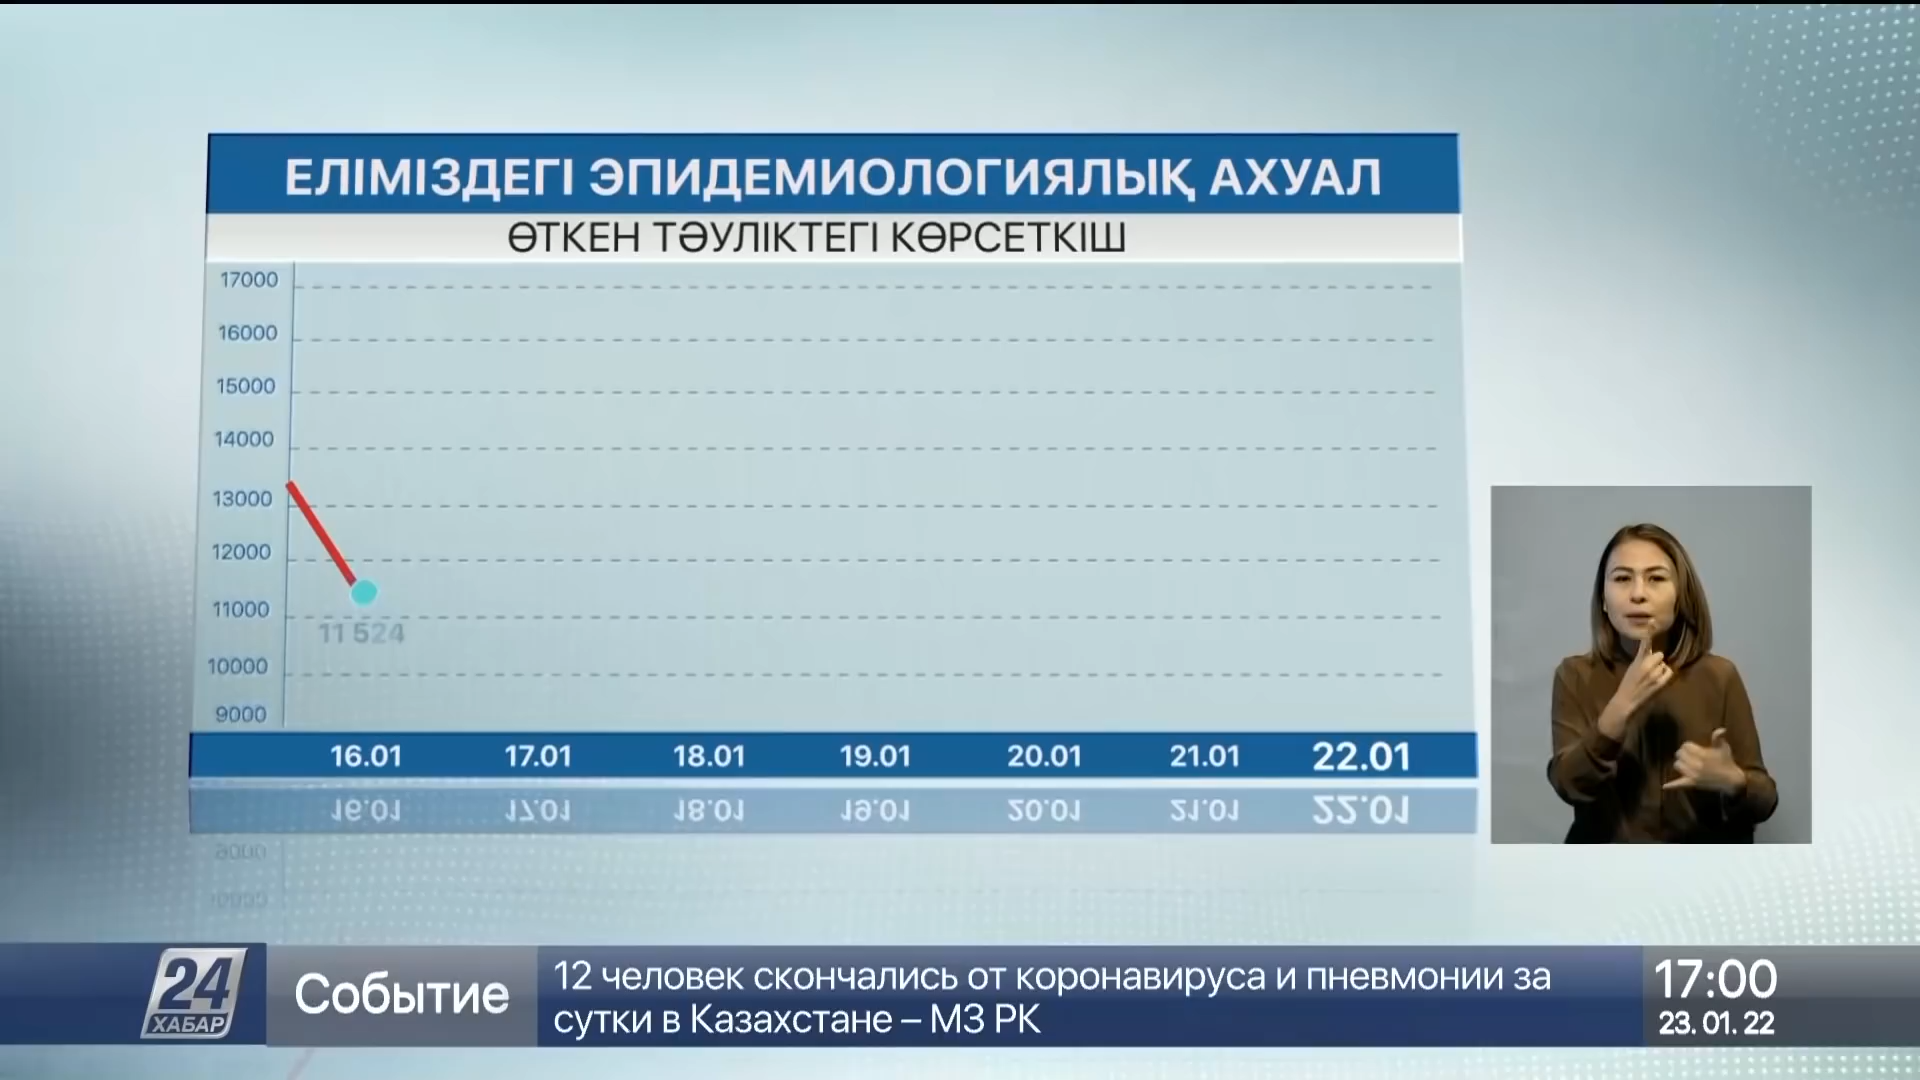 ЕЛІМІЗДЕГІ ЭПИДЕМИОЛОГИЯЛЫҚ АХУАЛ
ӨТКЕН ТӘУЛІКТЕГІ КӨРСЕТКІШ
17000
16000
15000
14000
13000
12000
11000
11 524
10000
9000
16.01 17.01 18.01 19.01 20.01 21.01 22.01
24
ХАБАР
Событие
12 человек скончались от коронавируса и пневмонии за
сутки в Казахстане – МЗ РК
17:00
23. 01. 22